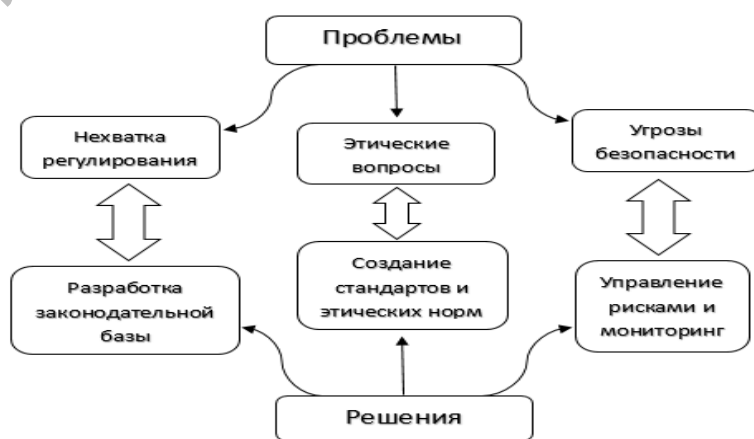 Проблемы
Нехватка
регулирования
Этические
вопросы
Угрозы
безопасности
Разработка
законодательной
базы
Создание
стандартов и
этических норм
Управление
рисками и
мониторинг
Решения